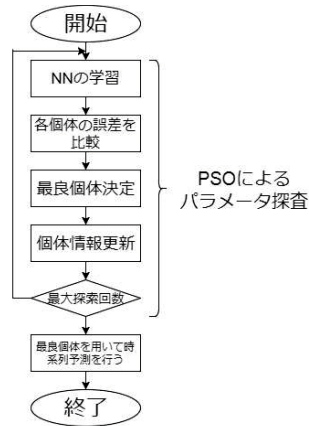 開始
NNの学習
各個体の誤差を
比較
最良個体決定
個体情報更新
最大探索回数
PSOによる
パラメータ探査
最良個体を用いて時
系列予測を行う
終了